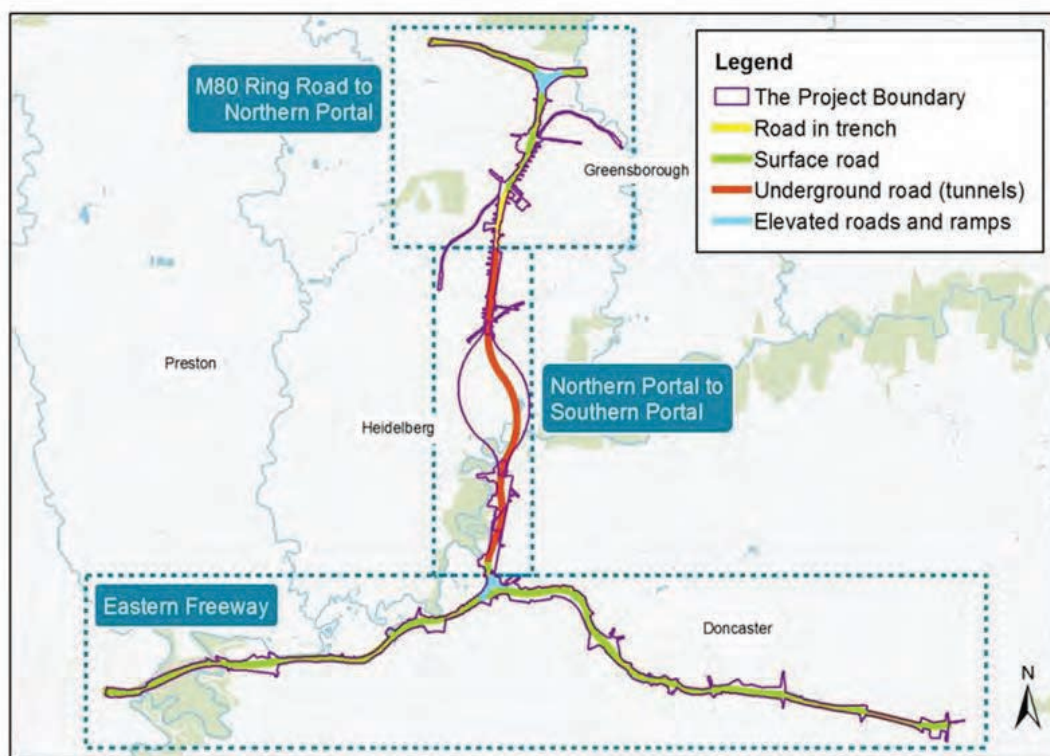 M80 Ring Road to
Northern Portal
Legend
The Project Boundary
Road in trench
Surface road
Underground road (tunnels)
Elevated roads and ramps
Greensborough
Preston
Northern Portal to
Southern Portal
Heidelberg
Eastern Freeway
Doncaster
N